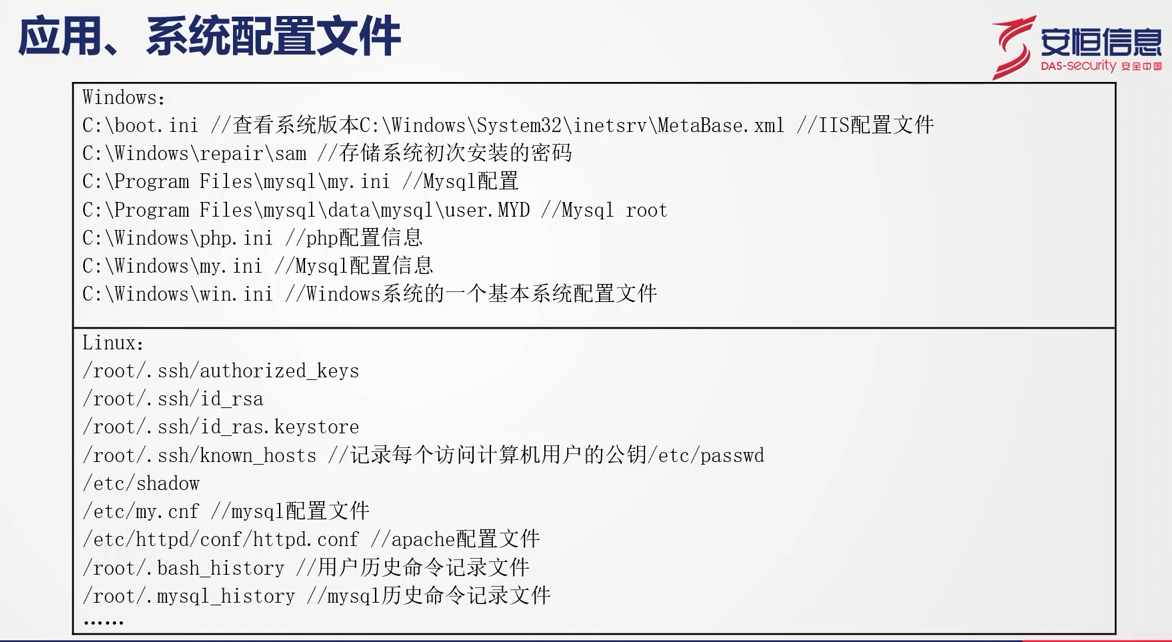 应用、系统配置文件
安恒信息
DAS-security 安全中国
Windows：
C:\boot.ini //查看系统版本C:\Windows\System32\inetsrv\MetaBase.xml //IIS配置文件
C:\Windows\repair\sam //存储系统初次安装的密码
C:\Program Files\mysql\my.ini //Mysql配置
C:\Program Files\mysql\data\mysql\user.MYD //Mysql root
C:\Windows\php.ini //php配置信息
C:\Windows\my.ini //Mysql配置信息
C:\Windows\win.ini //Windows系统的一个基本系统配置文件
Linux：
/root/.ssh/authorized_keys
/root/.ssh/id_rsa
/root/.ssh/id_ras.keystore
/root/.ssh/known_hosts //记录每个访问计算机用户的公钥/etc/passwd
/etc/shadow
/etc/my.cnf //mysql配置文件
/etc/httpd/conf/httpd.conf //apache配置文件
/root/.bash_history //用户历史命令记录文件
/root/.mysql_history //mysql历史命令记录文件
……